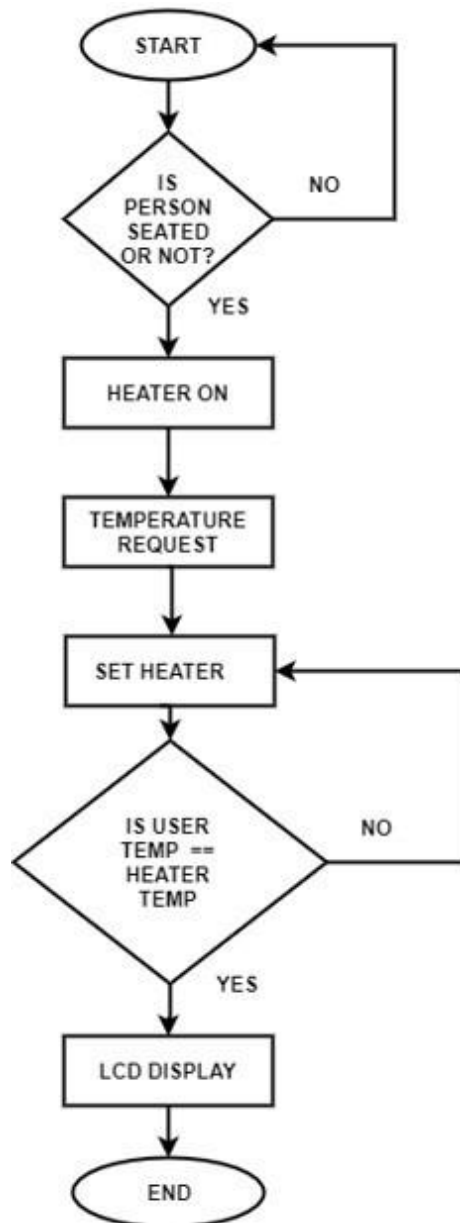 START
IS
PERSON
SEATED
OR NOT?
NO
YES
HEATER ON
TEMPERATURE
REQUEST
SET HEATER
IS USER
TEMP ==
HEATER
TEMP
NO
YES
LCD DISPLAY
END